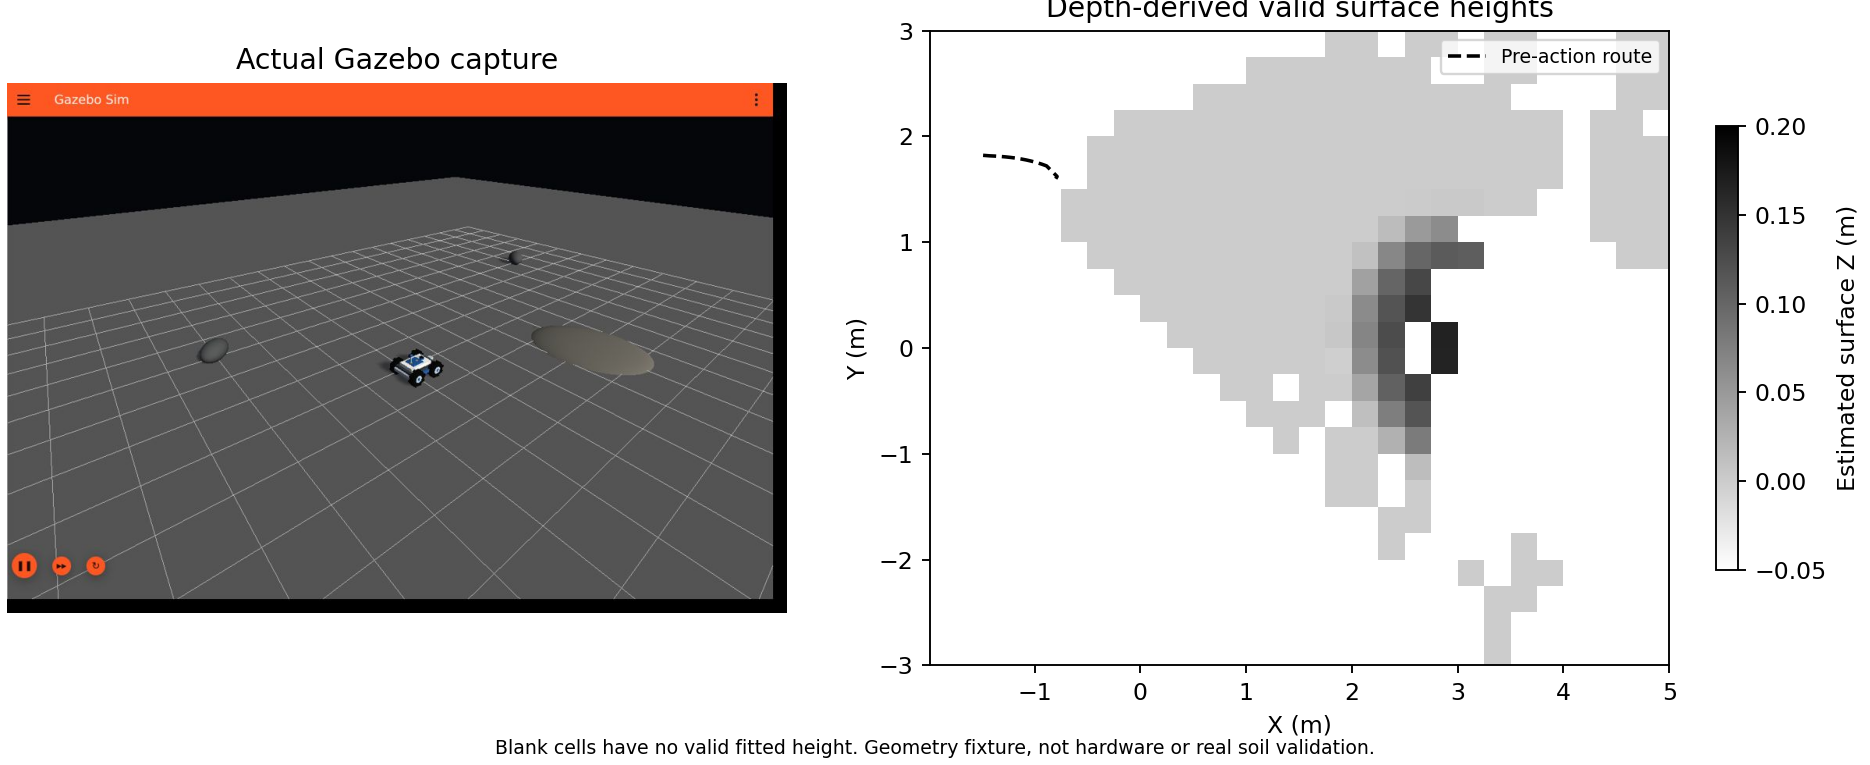 Actual Gazebo capture
Gazebo Sim
Depth-derived valid surface heights
Pre-action route
3
2
1
0
−1
−2
−3
Y (m)
−1
0
1
2
3
4
5
X (m)
0.20
0.15
0.10
0.05
0.00
−0.05
Estimated surface Z (m)
Blank cells have no valid fitted height. Geometry fixture, not hardware or real soil validation.